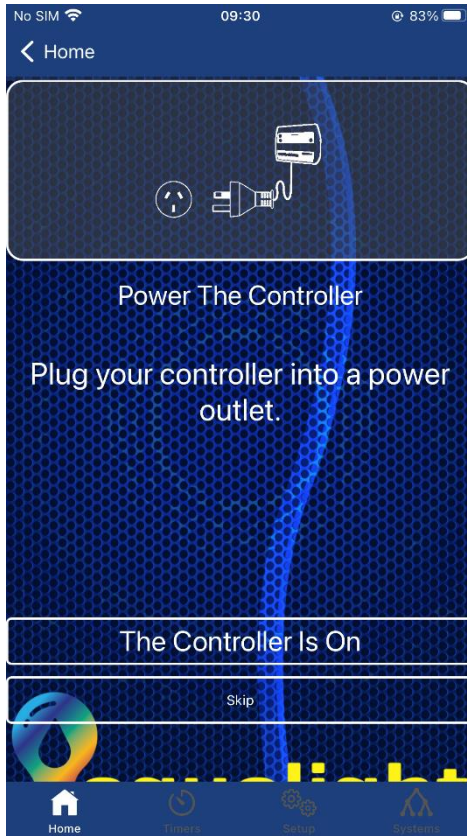 No SIM 09:30 83%
Home
Power The Controller
Plug your controller into a power
outlet.
The Controller Is On
Skip
Home Timers Setup Systems